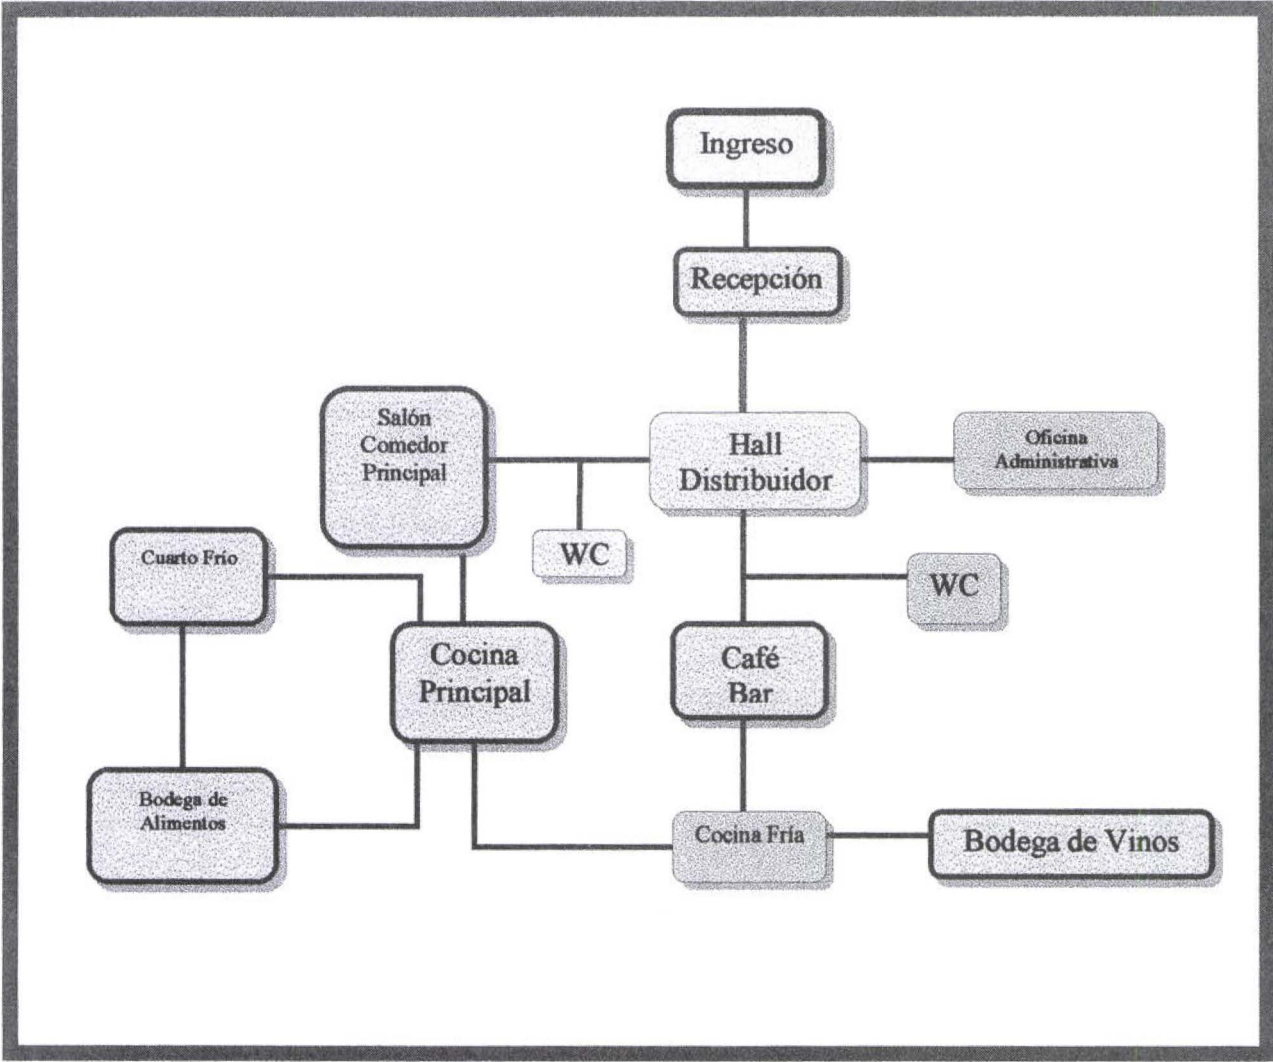 Ingreso
Recepción
Salón
Comedor
Principal
Hall
Distribuidor
Oficina
Administrativa
WC
Cuarto Frío
WC
Cocina
Principal
Café
Bar
Bodega de
Alimentos
Cocina Fría
Bodega de Vinos